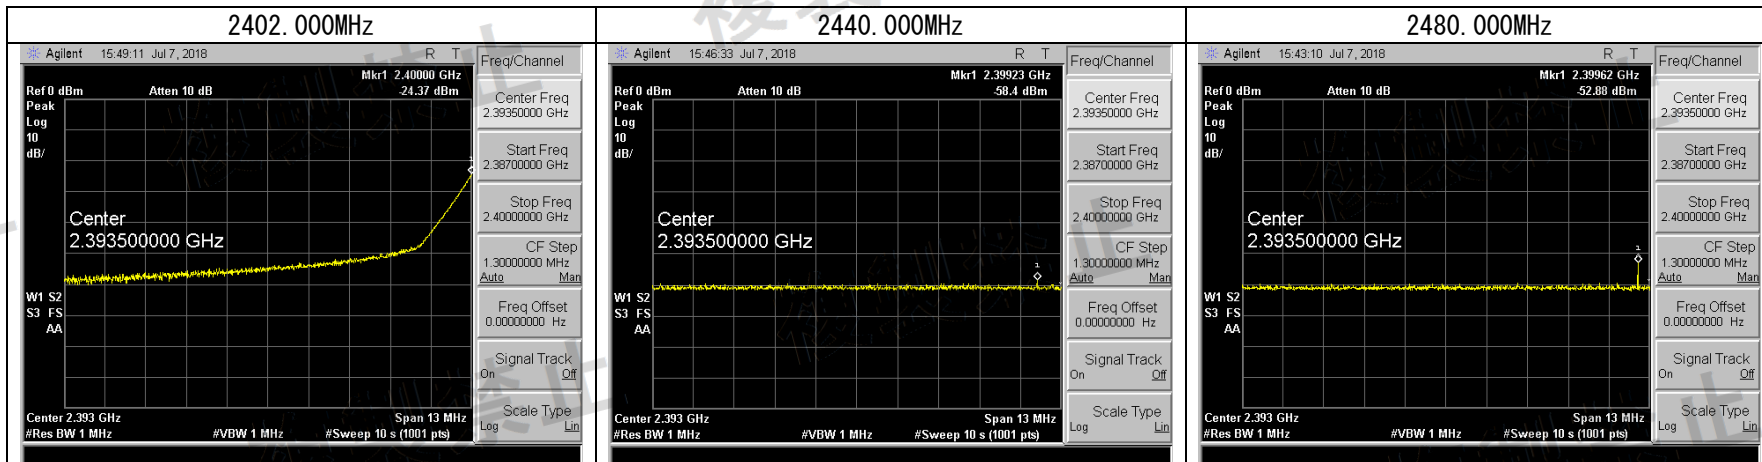 2402.000MHz
2440.000MHz
2480.000MHz
Agilent 15:49:11 Jul 7, 2018 R T
Freq/Channel
Mkr1 2.40000 GHz
Ref 0 dBm Atten 10 dB -24.37 dBm
Peak
Log
10
dB/
1
Center
2.393500000 GHz
W1 S2
S3 FS
AA
Center 2.393 GHz Span 13 MHz
#Res BW 1 MHz #VBW 1 MHz #Sweep 10 s (1001 pts)
Center Freq
2.39350000 GHz
Start Freq
2.38700000 GHz
Stop Freq
2.40000000 GHz
CF Step
1.30000000 MHz
Auto Man
Freq Offset
0.00000000 Hz
Signal Track
On Off
Scale Type
Log Lin
Agilent 15:46:33 Jul 7, 2018 R T
Freq/Channel
Mkr1 2.39923 GHz
Ref 0 dBm Atten 10 dB -58.4 dBm
Peak
Log
10
dB/
1
Center
2.393500000 GHz
W1 S2
S3 FS
AA
Center 2.393 GHz Span 13 MHz
#Res BW 1 MHz #VBW 1 MHz #Sweep 10 s (1001 pts)
Center Freq
2.39350000 GHz
Start Freq
2.38700000 GHz
Stop Freq
2.40000000 GHz
CF Step
1.30000000 MHz
Auto Man
Freq Offset
0.00000000 Hz
Signal Track
On Off
Scale Type
Log Lin
Agilent 15:43:10 Jul 7, 2018 R T
Freq/Channel
Mkr1 2.39962 GHz
Ref 0 dBm Atten 10 dB -52.88 dBm
Peak
Log
10
dB/
1
Center
2.393500000 GHz
W1 S2
S3 FS
AA
Center 2.393 GHz Span 13 MHz
#Res BW 1 MHz #VBW 1 MHz #Sweep 10 s (1001 pts)
Center Freq
2.39350000 GHz
Start Freq
2.38700000 GHz
Stop Freq
2.40000000 GHz
CF Step
1.30000000 MHz
Auto Man
Freq Offset
0.00000000 Hz
Signal Track
On Off
Scale Type
Log Lin